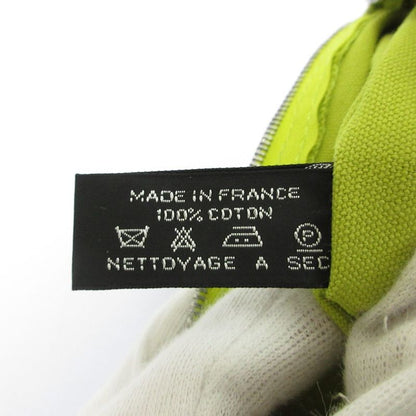 MADE IN FRANCE
100% COTON
P
NETTOYAGE A SEC